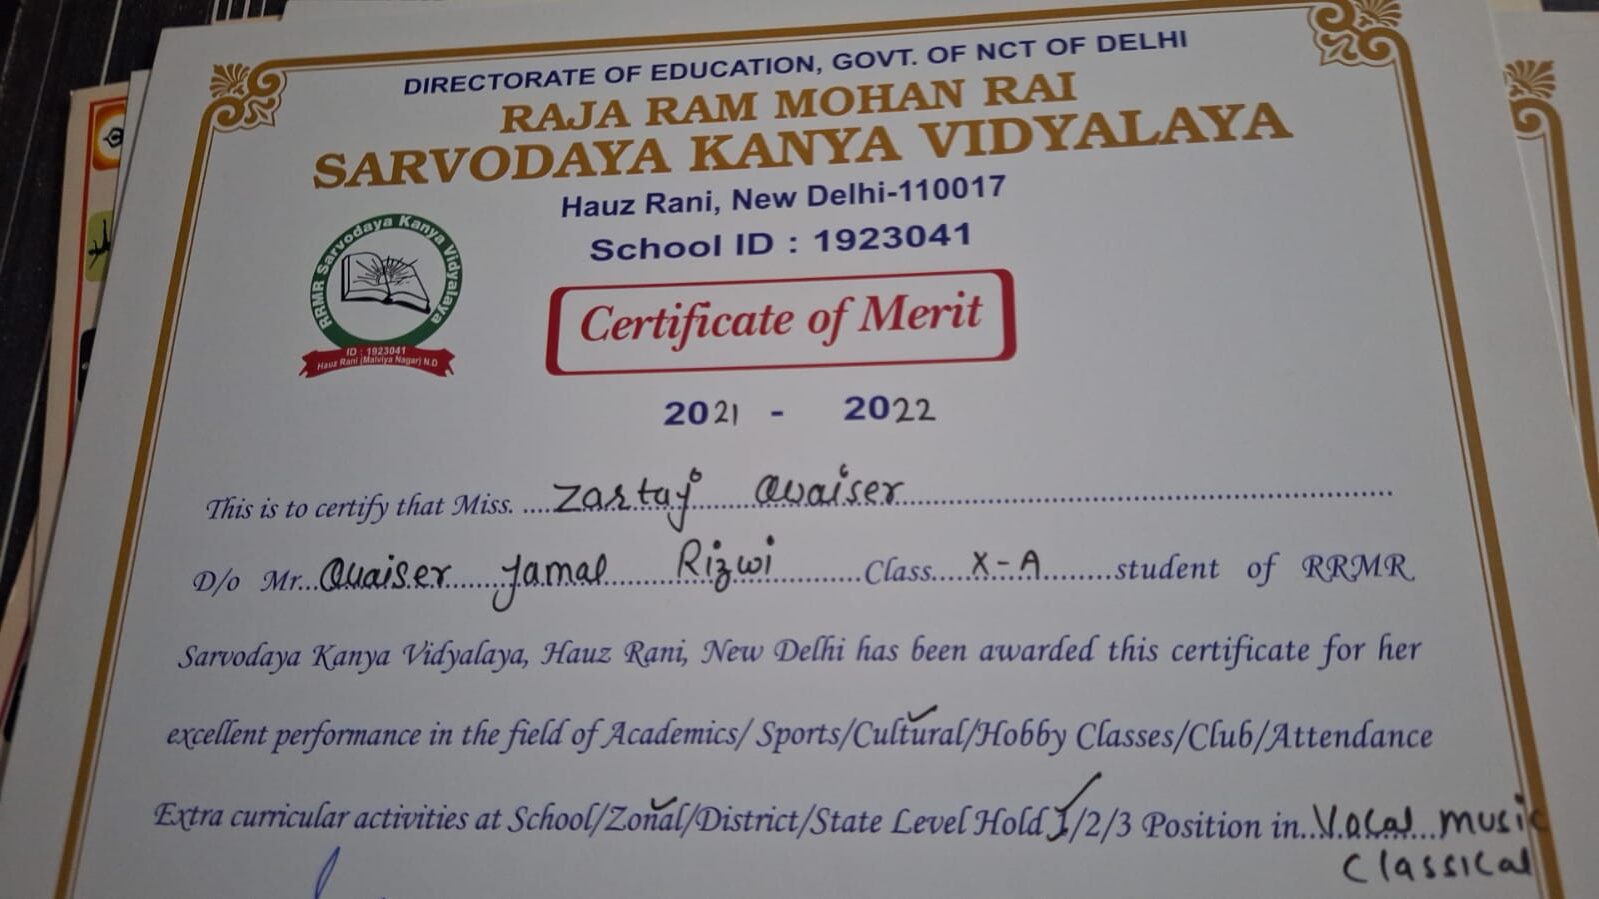 DIRECTORATE OF EDUCATION, GOVT. OF NCT OF DELHI
RAJA RAM MOHAN RAI
SARVODAYA KANYA VIDYALAYA
Hauz Rani, New Delhi-110017
School ID : 1923041
RRMR Sarvodaya Kanya Vidyalaya
ID : 1923041
Hauz Rani (Malviya Nagar) N.D
Certificate of Merit
2021 - 2022
This is to certify that Miss. ....Zartaj Quaiser....
D/o Mr...Quaiser Jamal Rizwi....Class....X-A....student of RRMR
Sarvodaya Kanya Vidyalaya, Hauz Rani, New Delhi has been awarded this certificate for her
excellent performance in the field of Academics/ Sports/Cultural/Hobby Classes/Club/Attendance
Extra curricular activities at School/Zonal/District/State Level Hold 1/2/3 Position in..Vocal music
Classical